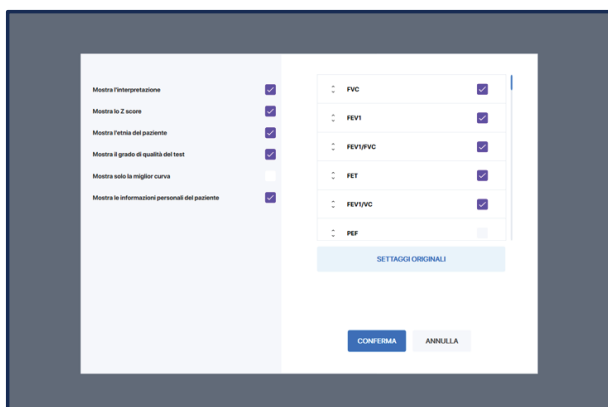 Mostra l'interpretazione
Mostra lo Z score
Mostra l'etnia del paziente
Mostra il grado di qualità del test
Mostra solo la miglior curva
Mostra le informazioni personali del paziente
FVC
FEV1
FEV1/FVC
FET
FEV1/VC
PEF
SETTAGGI ORIGINALI
CONFERMA
ANNULLA